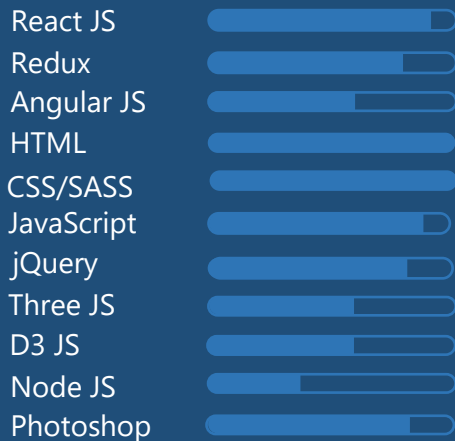 React JS
Redux
Angular JS
HTML
CSS/SASS
JavaScript
jQuery
Three JS
D3 JS
Node JS
Photoshop